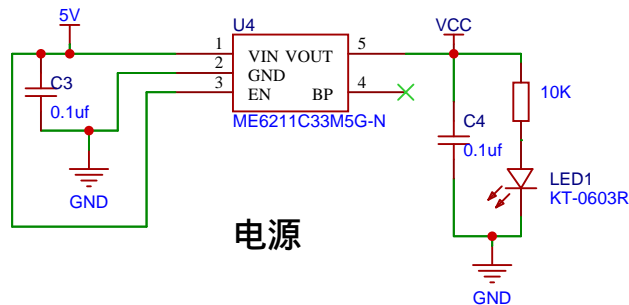 5V
U4
VCC
1
VIN VOUT
5
2
GND
3
EN
BP
4
C3
0.1uf
ME6211C33M5G-N
10K
C4
0.1uf
LED1
KT-0603R
GND
电源
GND